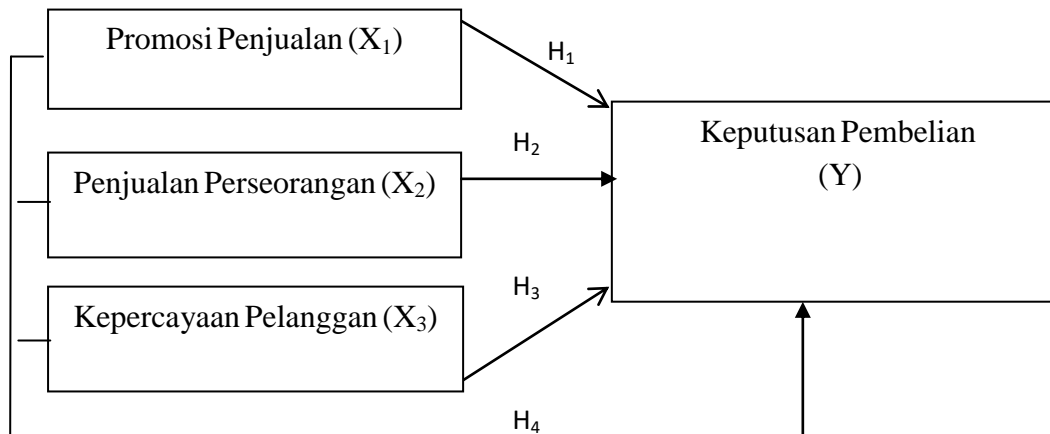 Promosi Penjualan (X₁)
H₁
Keputusan Pembelian
(Y)
H₂
Penjualan Perseorangan (X₂)
H₃
Kepercayaan Pelanggan (X₃)
H₄